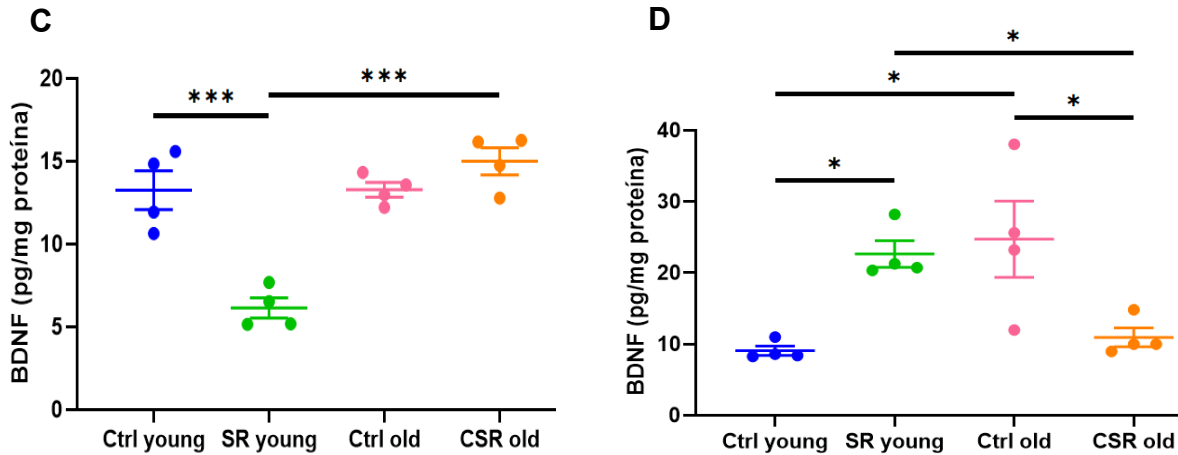 C
BDNF (pg/mg proteína)
20
15
10
5
0
***
***
Ctrl young
SR young
Ctrl old
CSR old
D
BDNF (pg/mg proteína)
40
30
20
10
0
*
*
*
*
Ctrl young
SR young
Ctrl old
CSR old